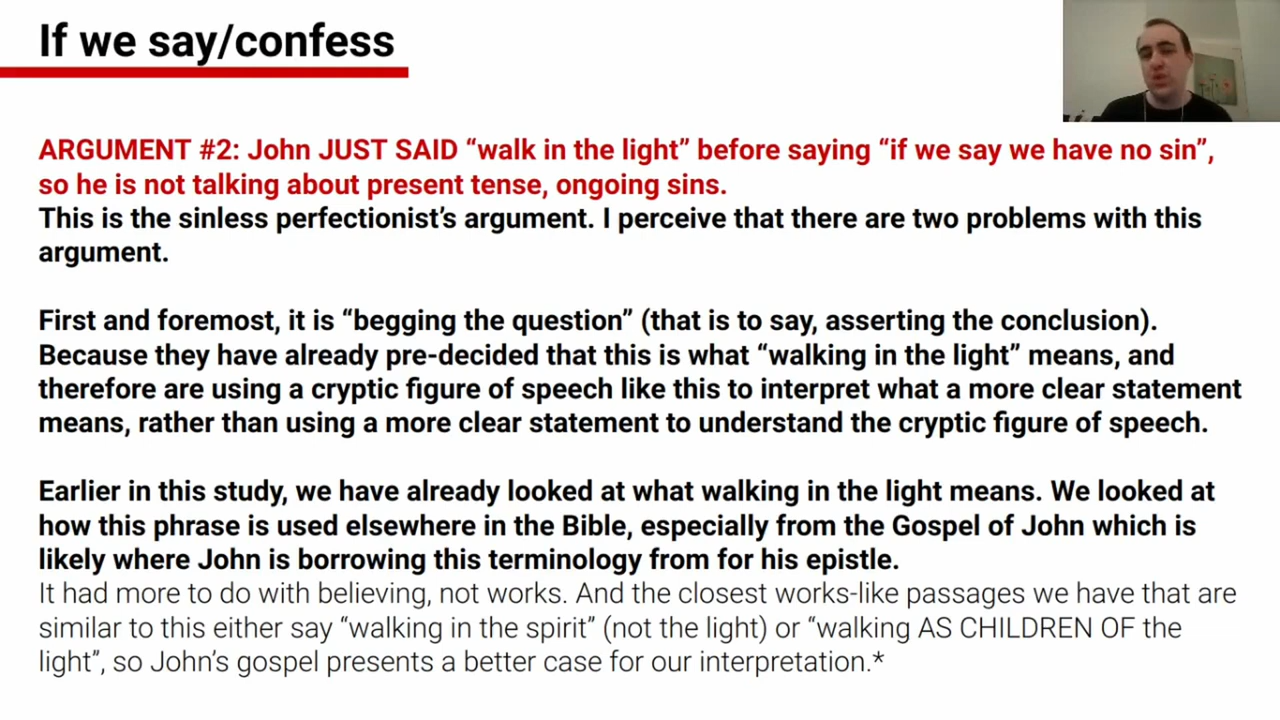 If we say/confess
ARGUMENT #2: John JUST SAID “walk in the light” before saying “if we say we have no sin”,
so he is not talking about present tense, ongoing sins.
This is the sinless perfectionist’s argument. I perceive that there are two problems with this
argument.
First and foremost, it is “begging the question” (that is to say, asserting the conclusion).
Because they have already pre-decided that this is what “walking in the light” means, and
therefore are using a cryptic figure of speech like this to interpret what a more clear statement
means, rather than using a more clear statement to understand the cryptic figure of speech.
Earlier in this study, we have already looked at what walking in the light means. We looked at
how this phrase is used elsewhere in the Bible, especially from the Gospel of John which is
likely where John is borrowing this terminology from for his epistle.
It had more to do with believing, not works. And the closest works-like passages we have that are
similar to this either say “walking in the spirit” (not the light) or “walking AS CHILDREN OF the
light”, so John’s gospel presents a better case for our interpretation.*